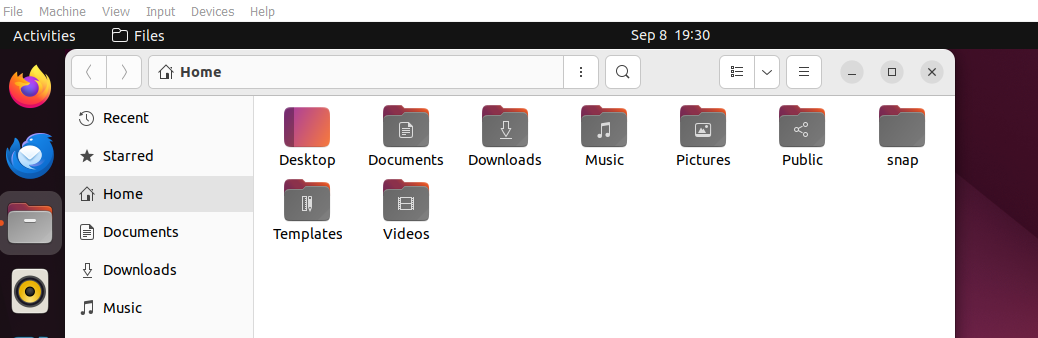 File Machine View Input Devices Help
Activities Files Sep 8 19:30
Home
Recent
Starred
Home
Documents
Downloads
Music
Desktop Documents Downloads Music Pictures Public snap
Templates Videos